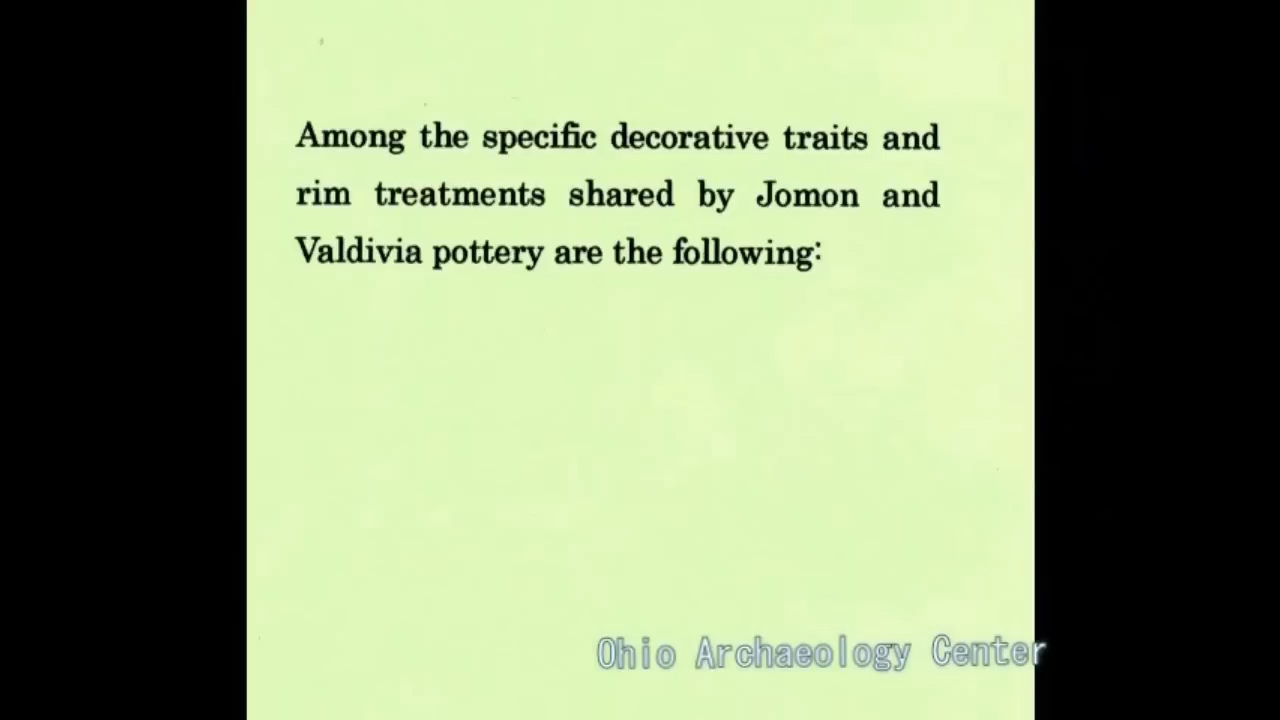 Among the specific decorative traits and
rim treatments shared by Jomon and
Valdivia pottery are the following:
Ohio Archaeology Center